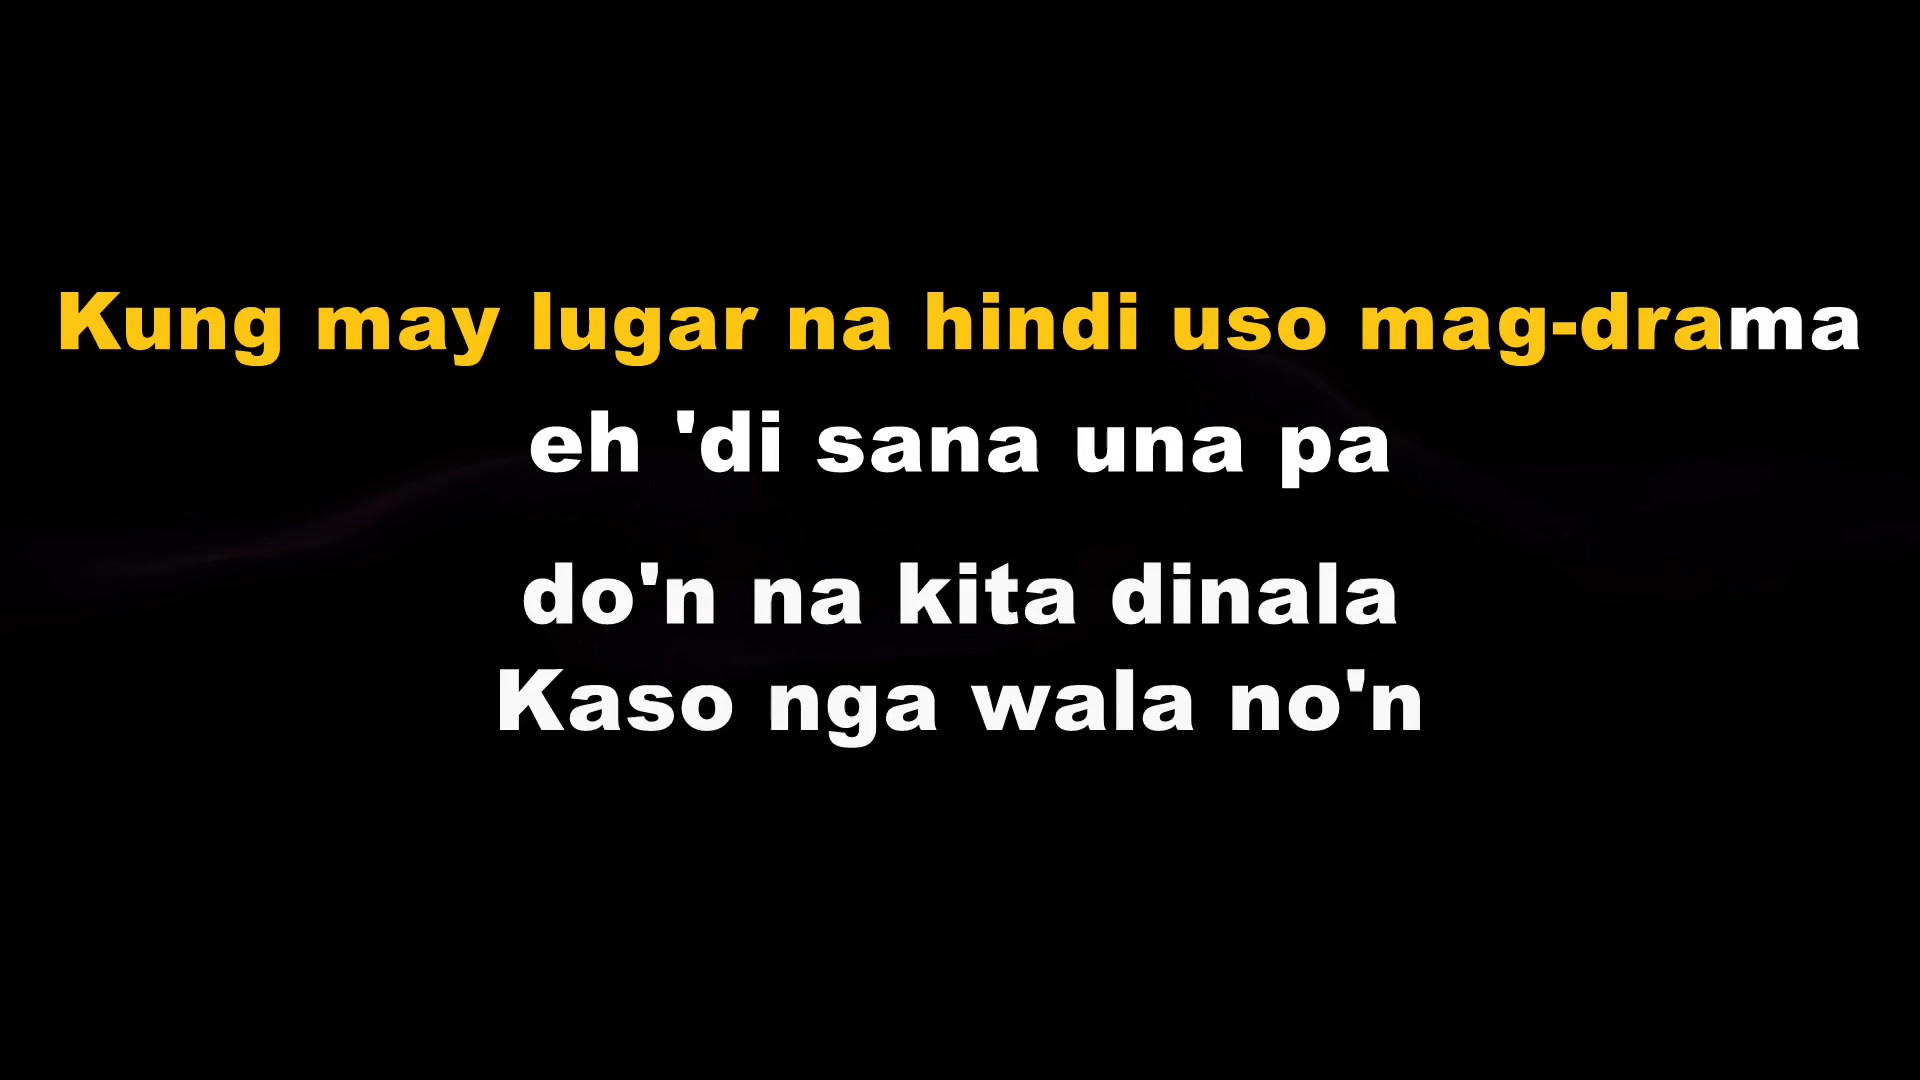 Kung may lugar na hindi uso mag-drama
eh 'di sana una pa
do'n na kita dinala
Kaso nga wala no'n